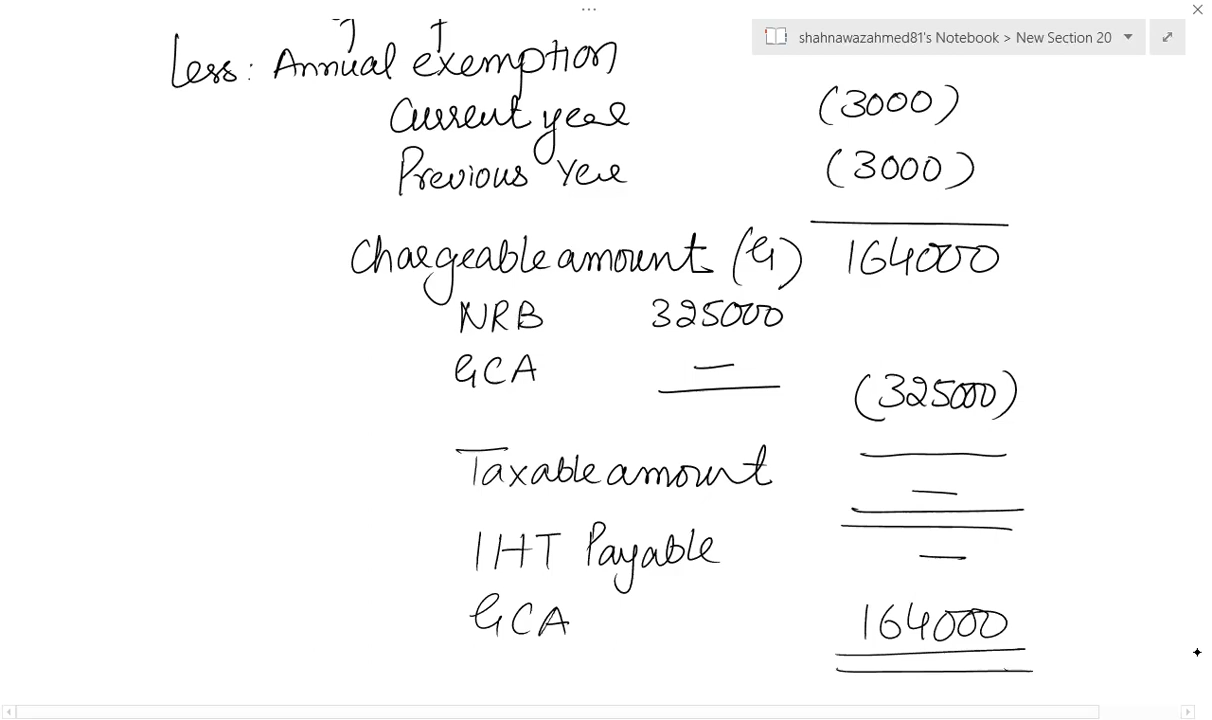 shahnawazahmed81's Notebook > New Section 20
Less: Annual exemption
Current year (3000)
Previous Year (3000)
Chargeable amount (G) 164000
NRB 325000
GCA —
(325000)
Taxable amount —
IHT Payable —
GCA 164000